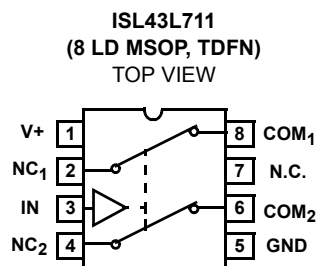 ISL43L711
(8 LD MSOP, TDFN)
TOP VIEW
V+ 1 8 COM1
NC1 2 7 N.C.
IN 3 6 COM2
NC2 4 5 GND